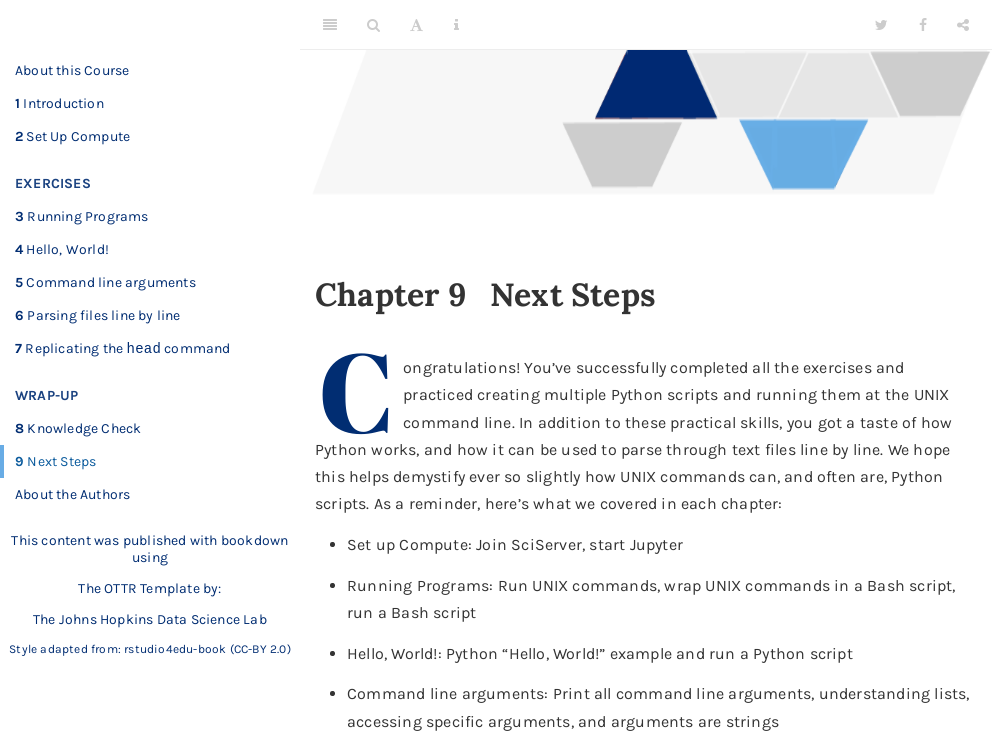 About this Course
1 Introduction
2 Set Up Compute
EXERCISES
3 Running Programs
4 Hello, World!
5 Command line arguments
6 Parsing files line by line
7 Replicating the head command
WRAP-UP
8 Knowledge Check
9 Next Steps
About the Authors
This content was published with bookdown
using
The OTTR Template by:
The Johns Hopkins Data Science Lab
Style adapted from: rstudio4edu-book (CC-BY 2.0)
Chapter 9 Next Steps
Congratulations! You’ve successfully completed all the exercises and
practiced creating multiple Python scripts and running them at the UNIX
command line. In addition to these practical skills, you got a taste of how
Python works, and how it can be used to parse through text files line by line. We hope
this helps demystify ever so slightly how UNIX commands can, and often are, Python
scripts. As a reminder, here’s what we covered in each chapter:
• Set up Compute: Join SciServer, start Jupyter
• Running Programs: Run UNIX commands, wrap UNIX commands in a Bash script,
run a Bash script
• Hello, World!: Python “Hello, World!” example and run a Python script
• Command line arguments: Print all command line arguments, understanding lists,
accessing specific arguments, and arguments are strings